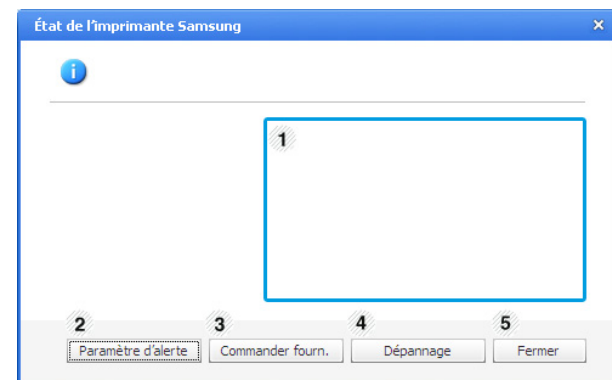 État de l'imprimante Samsung
1
2 3 4 5
Paramètre d'alerte Commander fourn. Dépannage Fermer